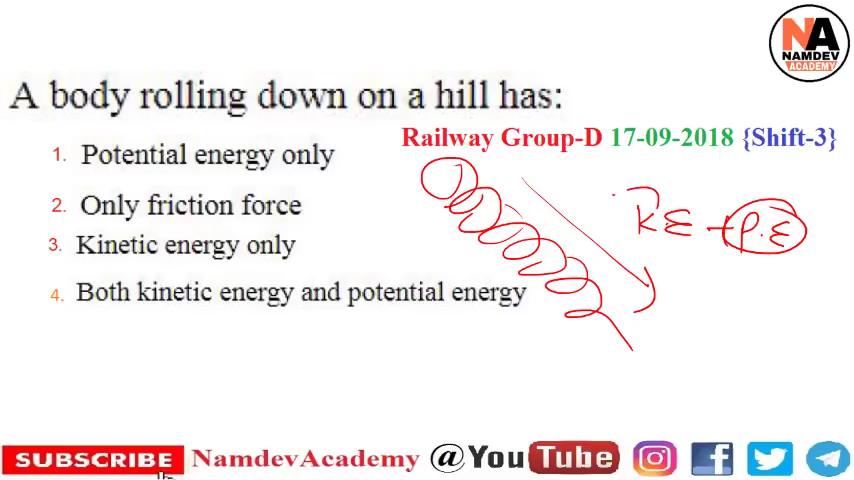 NA
NAMDEV
ACADEMY
A body rolling down on a hill has:
Railway Group-D 17-09-2018 {Shift-3}
1. Potential energy only
2. Only friction force
3. Kinetic energy only
4. Both kinetic energy and potential energy
K.E + P.E
SUBSCRIBE NamdevAcademy @YouTube